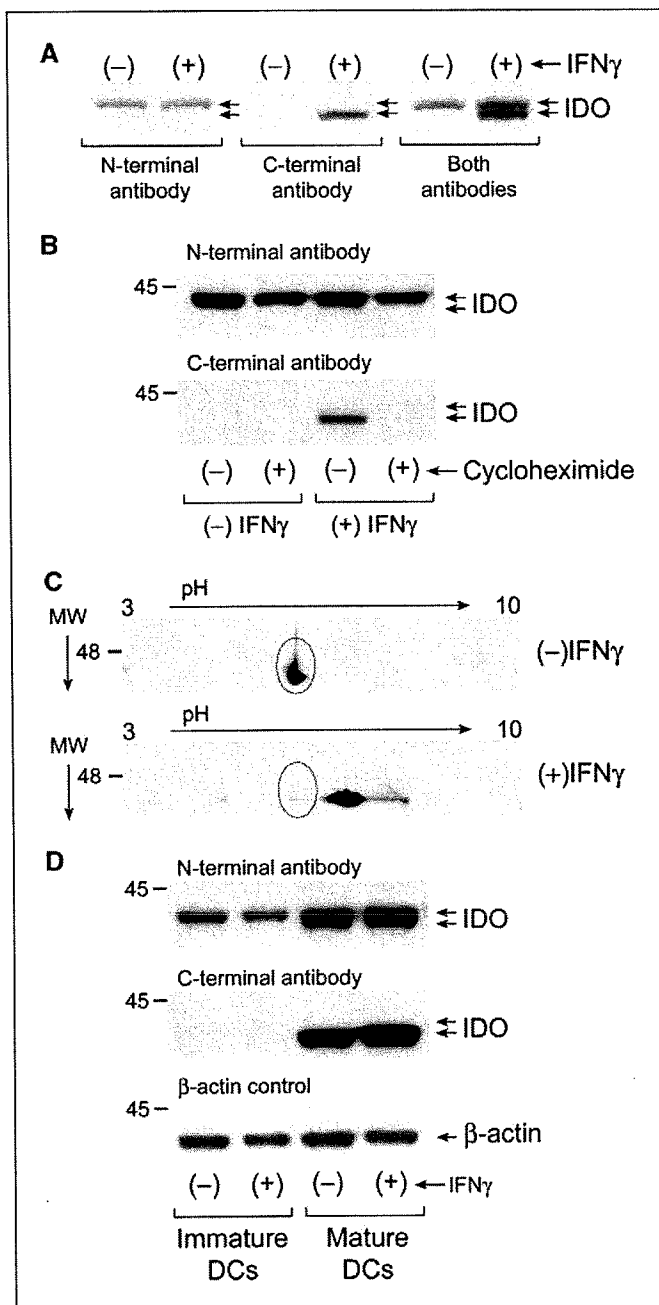 A
(–) (+) (–) (+) (–) (+) ← IFNγ
IDO
N-terminal antibody
C-terminal antibody
Both antibodies
B
N-terminal antibody
45
IDO
C-terminal antibody
45
IDO
(–) (+) (–) (+) ← Cycloheximide
(–) IFNγ (+) IFNγ
C
3 pH 10
MW
48
(–)IFNγ
3 pH 10
MW
48
(+)IFNγ
D
N-terminal antibody
45
IDO
C-terminal antibody
45
IDO
β-actin control
45
β-actin
(–) (+) (–) (+) ← IFNγ
Immature DCs
Mature DCs